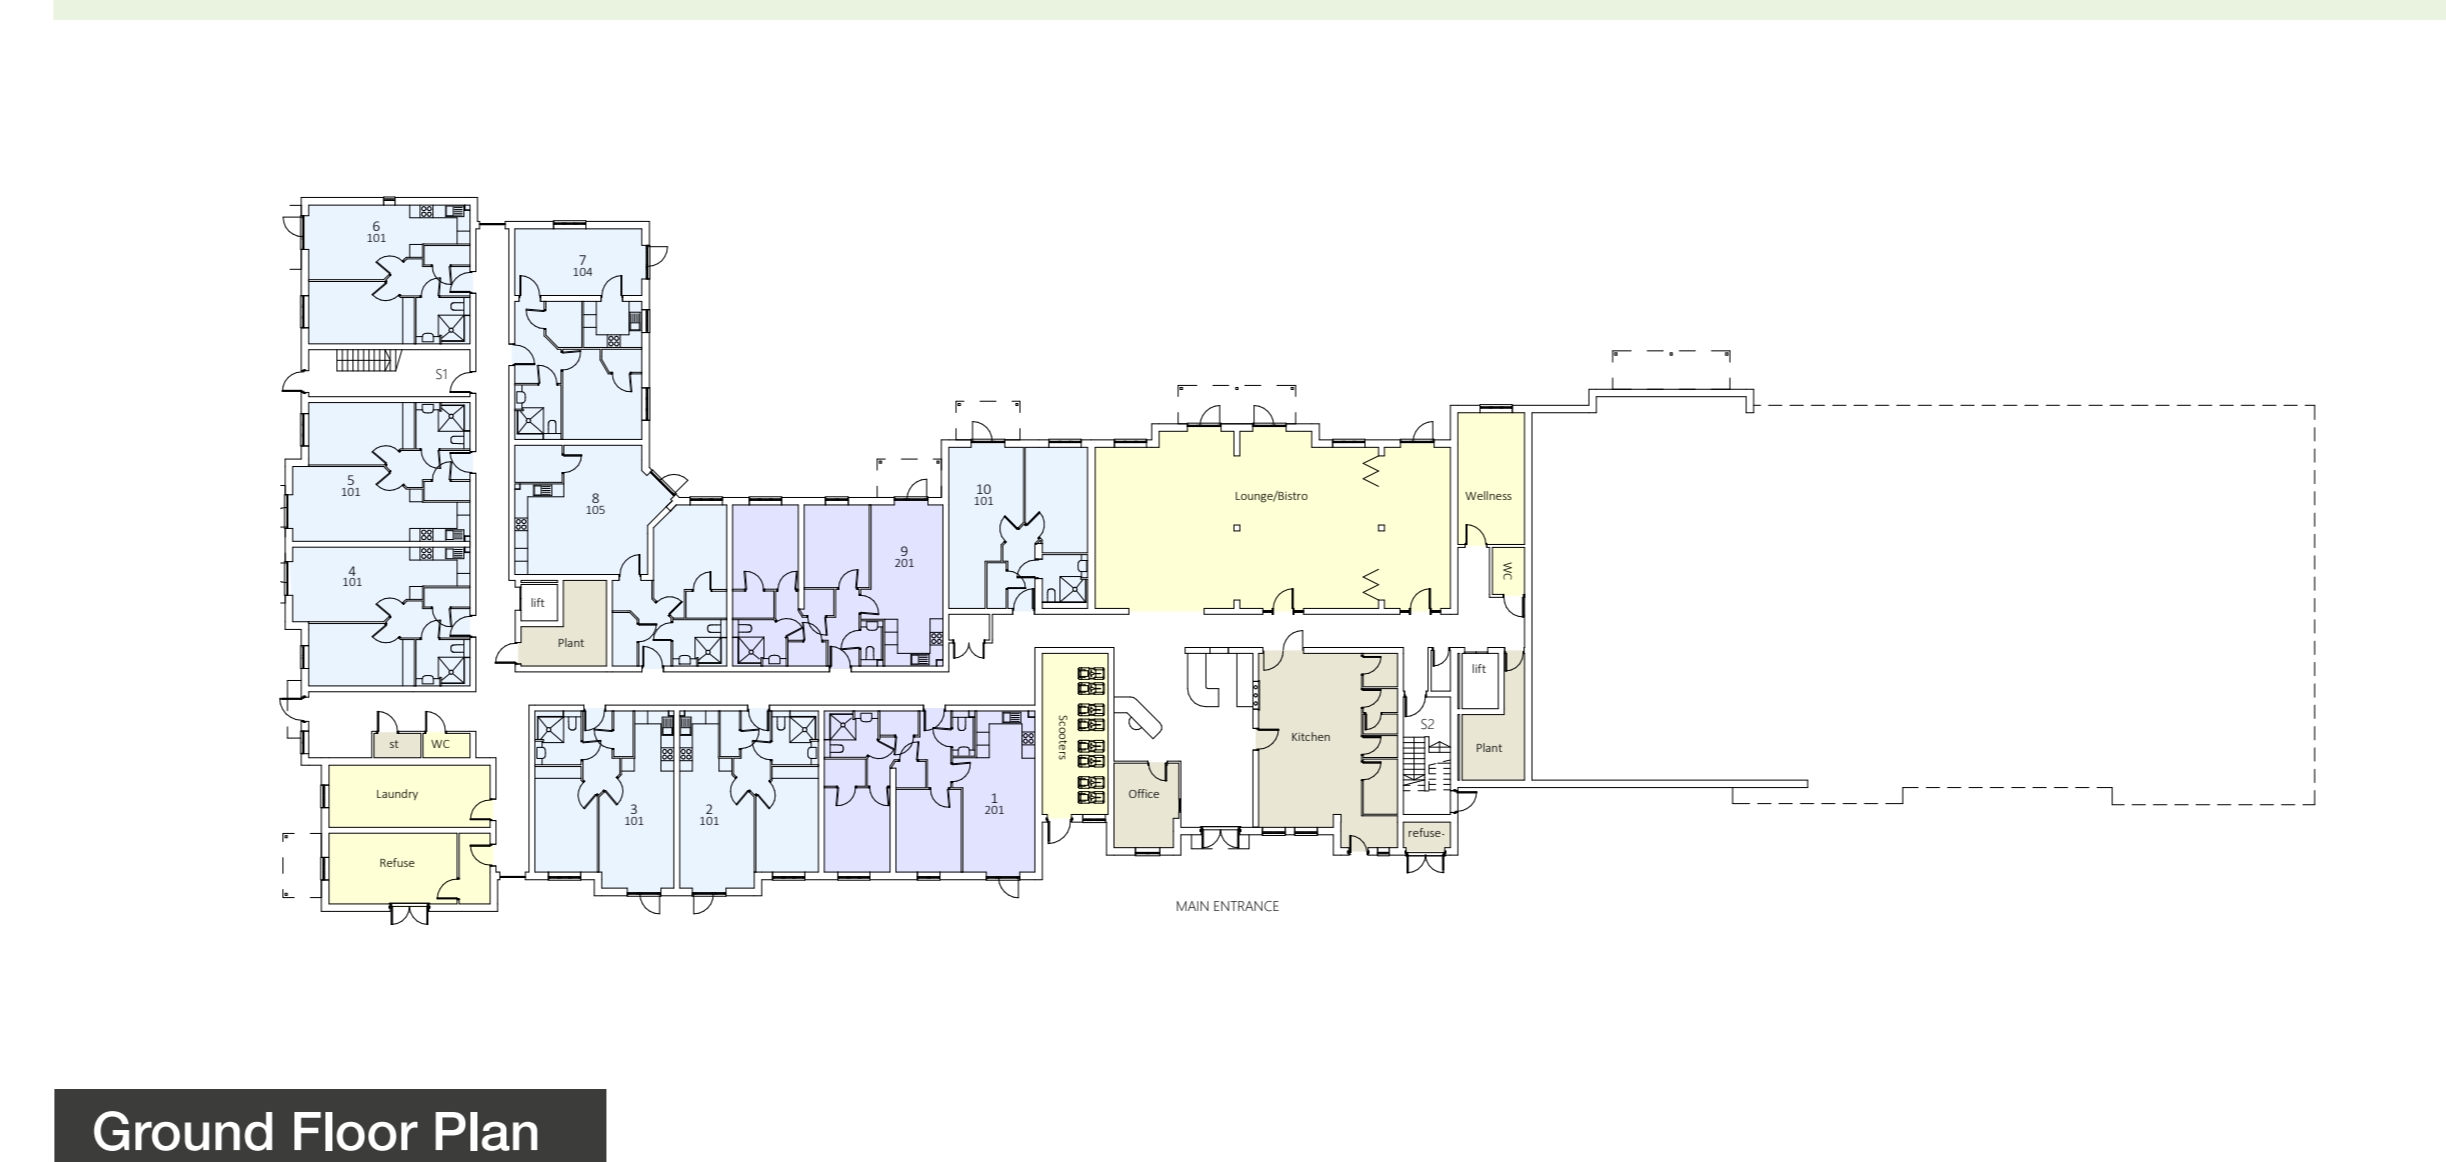 6
101
7
104
S1
5
101
8
105
10
101
Lounge/Bistro
Wellness
4
101
9
201
WC
lift
Plant
lift
Scooters
S2
st
WC
Kitchen
Plant
Laundry
Office
3
101
2
101
1
201
Refuse
refuse-
MAIN ENTRANCE
Ground Floor Plan